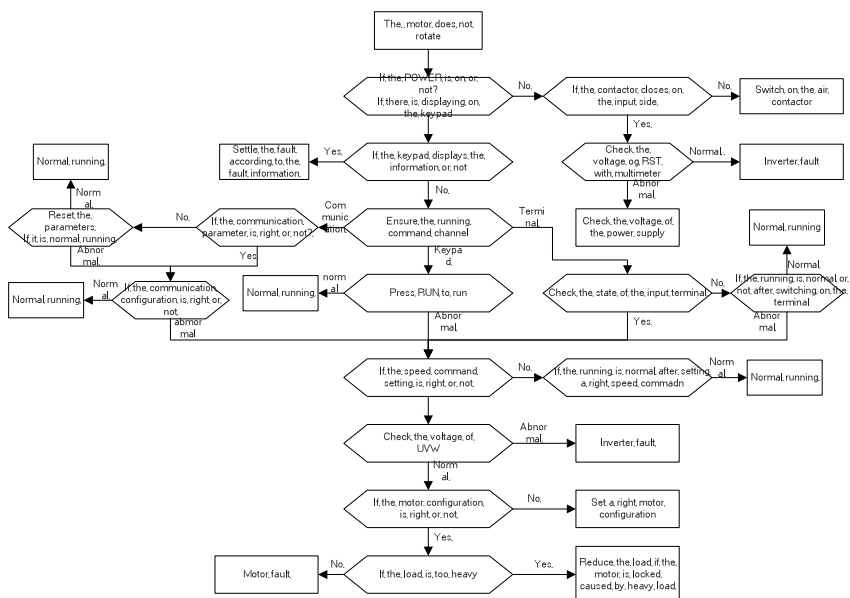 The, , motor, does, not,
rotate
If, the, POWER, is, on, or,
not?
If, there, is, displaying, on,
the, keypad
No,
If, the, contactor, closes, on,
the, input, side,
No,
Switch, on, the, air,
contactor
Yes,
Settle, the, fault,
according, to, the,
fault, information,
Yes,
If, the, keypad, displays, the,
information, or, not
Check, the,
voltage, og, RST,
with, multimeter
Normal, ,
Inverter, fault
Normal, running,
Norm
al,
No,
Abnor
mal,
Check, the, voltage, of,
the, power, supply
Reset, the,
parameters,
If, it, is, normal, running,
No,
If, the, communication,
parameter, is, right, or, not?
Com
munic
ation,
Ensure, the, running,
command, channel
Termi
nal,
Normal, running,
Abnor
mal,
Yes,
Keypa
d,
Normal,
Normal, running,
Norm
al,
If, the, communication,
configuration, is, right, or,
not,
Normal, running,
norm
al,
Press, RUN, to, run
Check, the, state, of, the, input, terminal,
No,
If, the, running, is, normal, or,
not, after, switching, on, the,
terminal
abmor
mal,
Abnor
mal,
Yes,
Abnor
mal,
If, the, speed, command,
setting, is, right, or, not,
No,
If, the, running, is, normal, after, setting,
a, right, speed, commadn
Norm
al,
Normal, running,
Check, the, voltage, of,
UVW
Abnor
mal,
Inverter, fault,
Norm
al,
If, the, motor, configuration,
is, right, or, not,
No,
Set, a, right, motor,
configuration
Yes,
Motor, fault,
No,
If, the, load, is, too, heavy
Yes,
Reduce, the, load, if, the,
motor, is, locked,
caused, by, heavy, load,